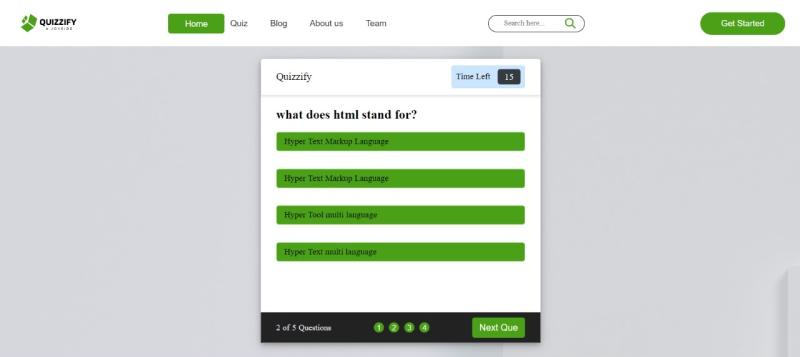 QUIZZIFY
A JOYRIDE
Home Quiz Blog About us Team
Search here...
Get Started
Quizzify
Time Left 15
what does html stand for?
Hyper Text Markup Language
Hyper Text Markup Language
Hyper Tool multi language
Hyper Text multi language
2 of 5 Questions
1 2 3 4
Next Que